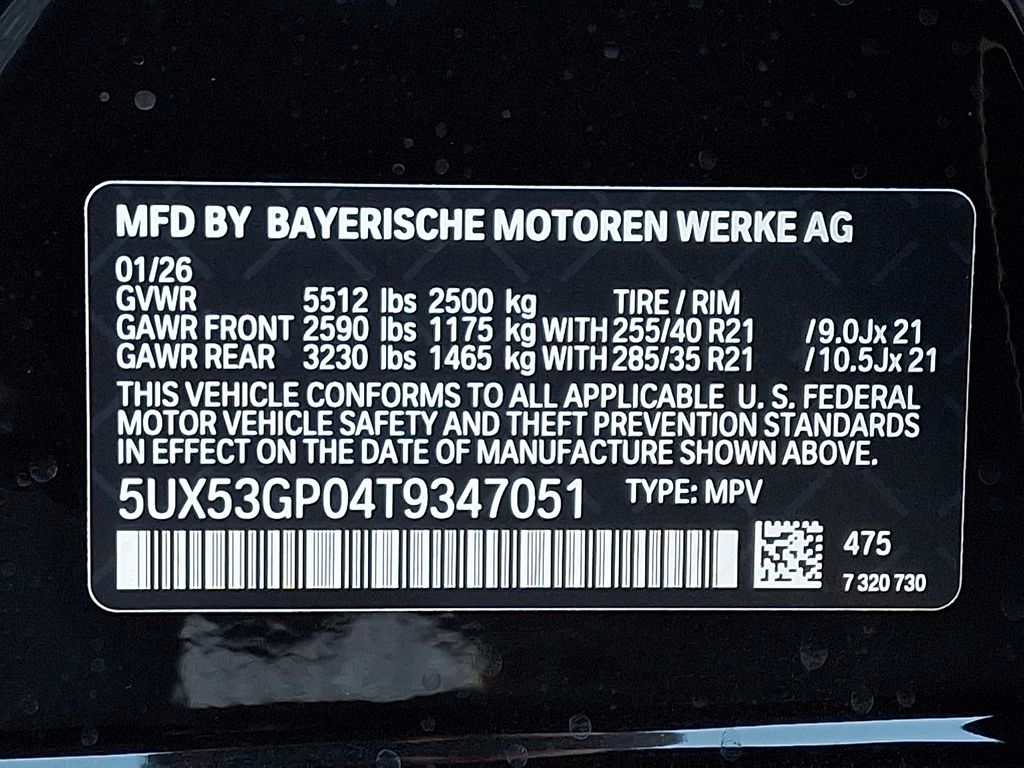 MFD BY BAYERISCHE MOTOREN WERKE AG
01/26
GVWR 5512 lbs 2500 kg TIRE / RIM
GAWR FRONT 2590 lbs 1175 kg WITH 255/40 R21 /9.0Jx 21
GAWR REAR 3230 lbs 1465 kg WITH 285/35 R21 /10.5Jx 21
THIS VEHICLE CONFORMS TO ALL APPLICABLE U. S. FEDERAL
MOTOR VEHICLE SAFETY AND THEFT PREVENTION STANDARDS
IN EFFECT ON THE DATE OF MANUFACTURE SHOWN ABOVE.
5UX53GP04T9347051 TYPE: MPV
475
7 320 730